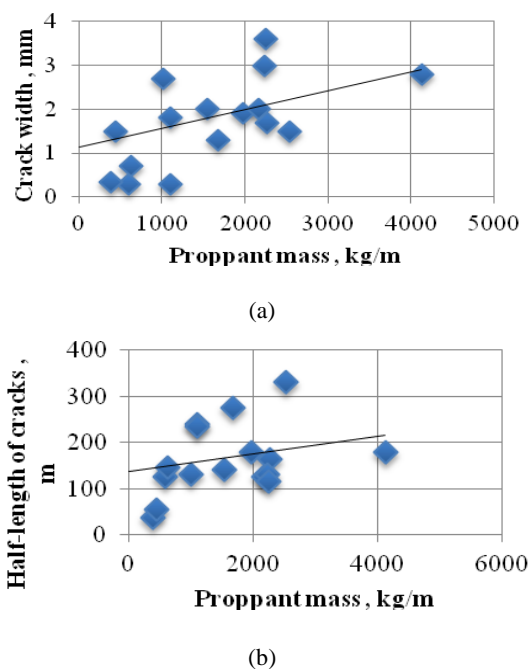 4
3
2
1
0
Crack width , mm
0 1000 2000 3000 4000 5000
Proppant mass , kg/m
(a)
400
300
200
100
0
Half-length of cracks ,
m
0 2000 4000 6000
Proppant mass , kg/m
(b)